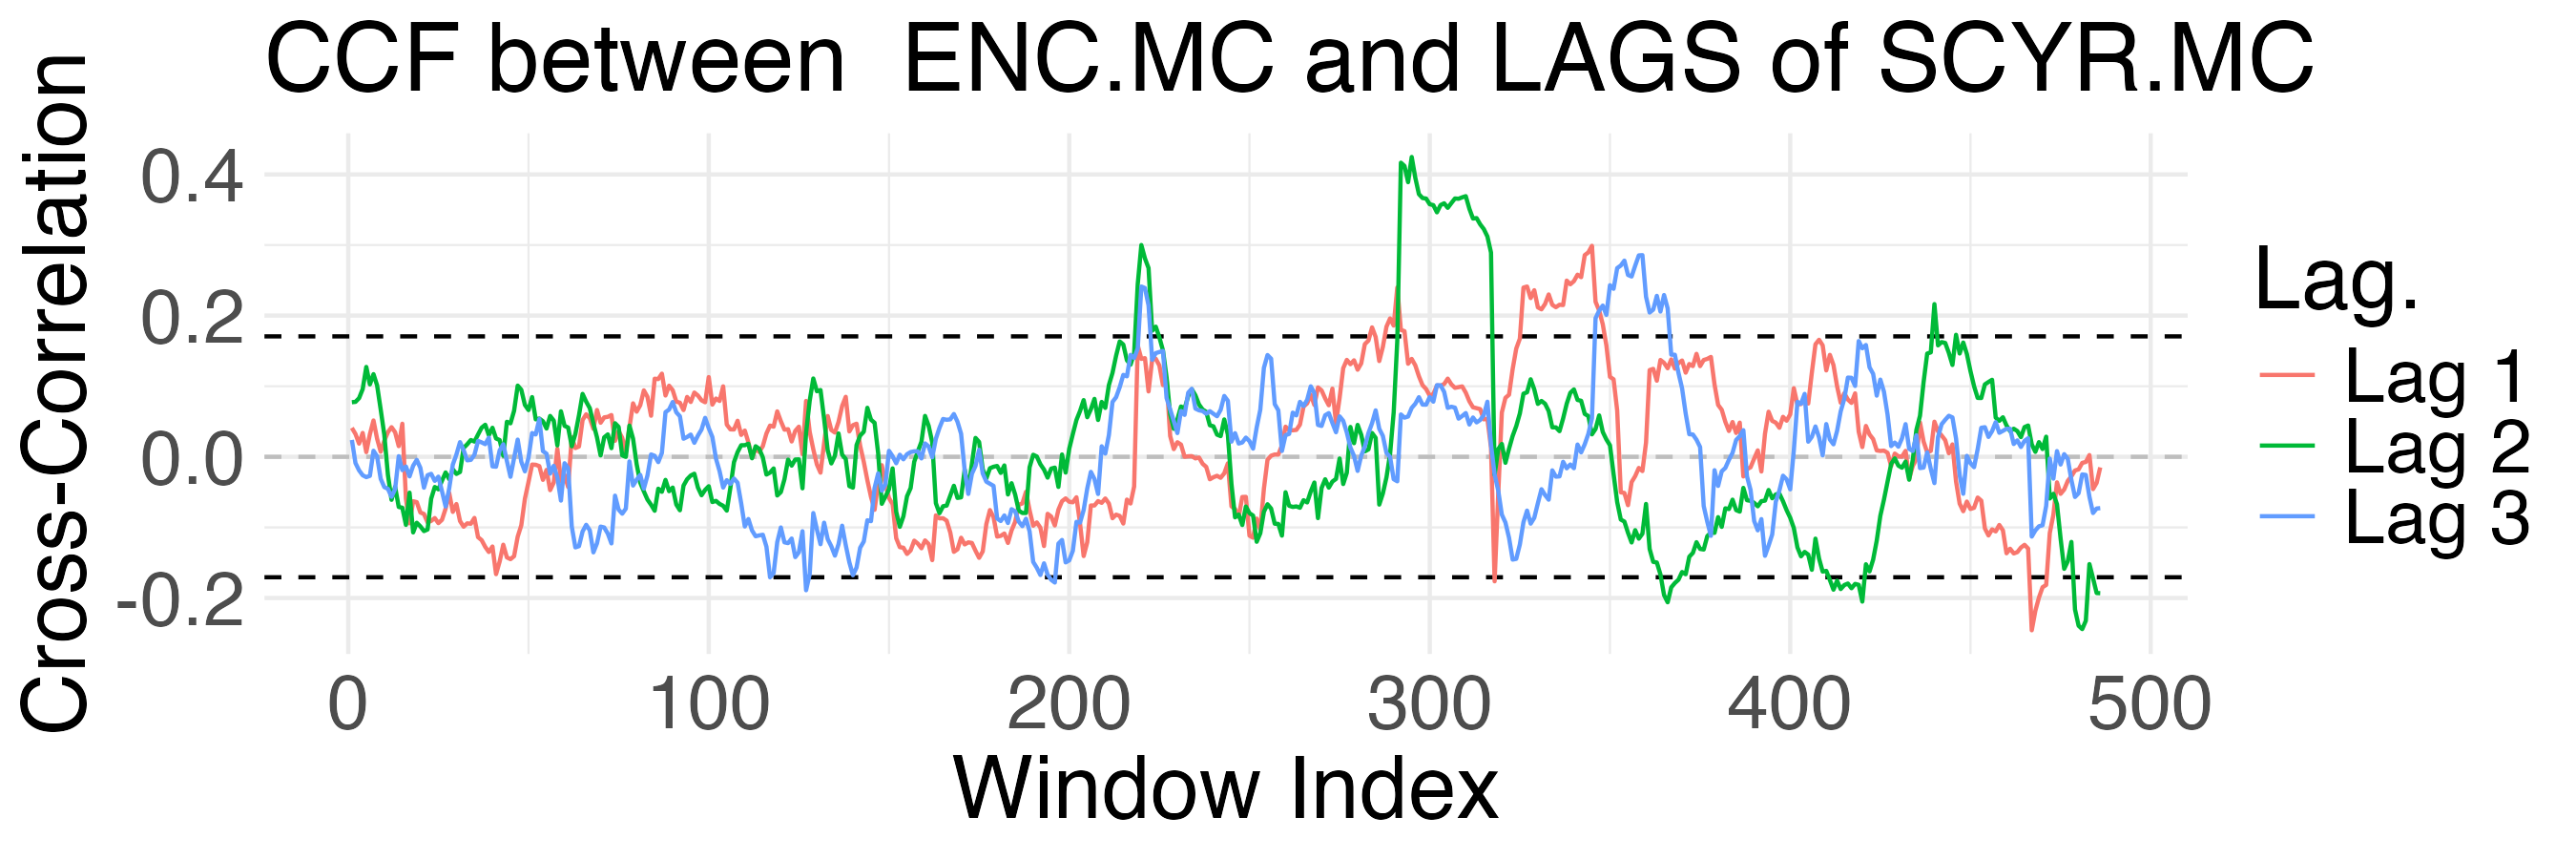 CCF between  ENC.MC and LAGS of SCYR.MC
Cross-Correlation
0.4
0.2
0.0
-0.2
0
100
200
300
400
500
Window Index
Lag.
Lag 1
Lag 2
Lag 3